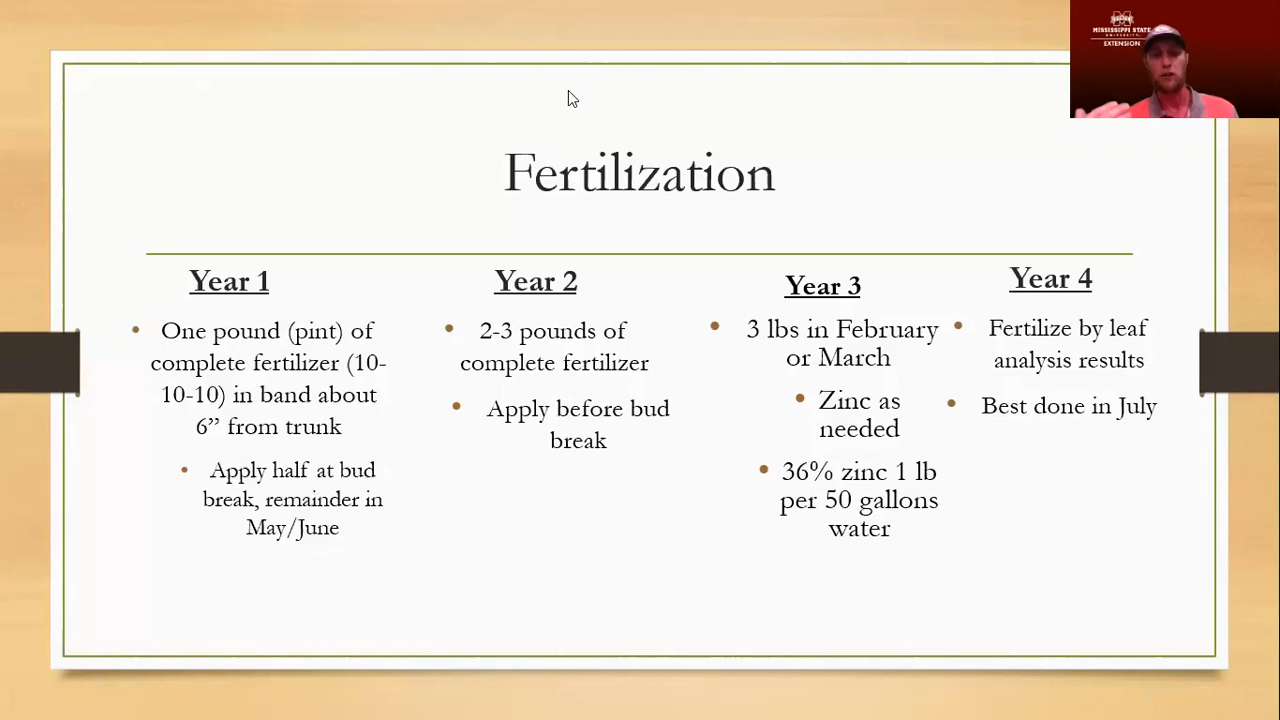 MISSISSIPPI STATE
UNIVERSITY
EXTENSION
Fertilization
Year 1
• One pound (pint) of
complete fertilizer (10-
10-10) in band about
6” from trunk
• Apply half at bud
break, remainder in
May/June
Year 2
• 2-3 pounds of
complete fertilizer
• Apply before bud
break
Year 3
• 3 lbs in February
or March
• Zinc as
needed
• 36% zinc 1 lb
per 50 gallons
water
Year 4
• Fertilize by leaf
analysis results
• Best done in July